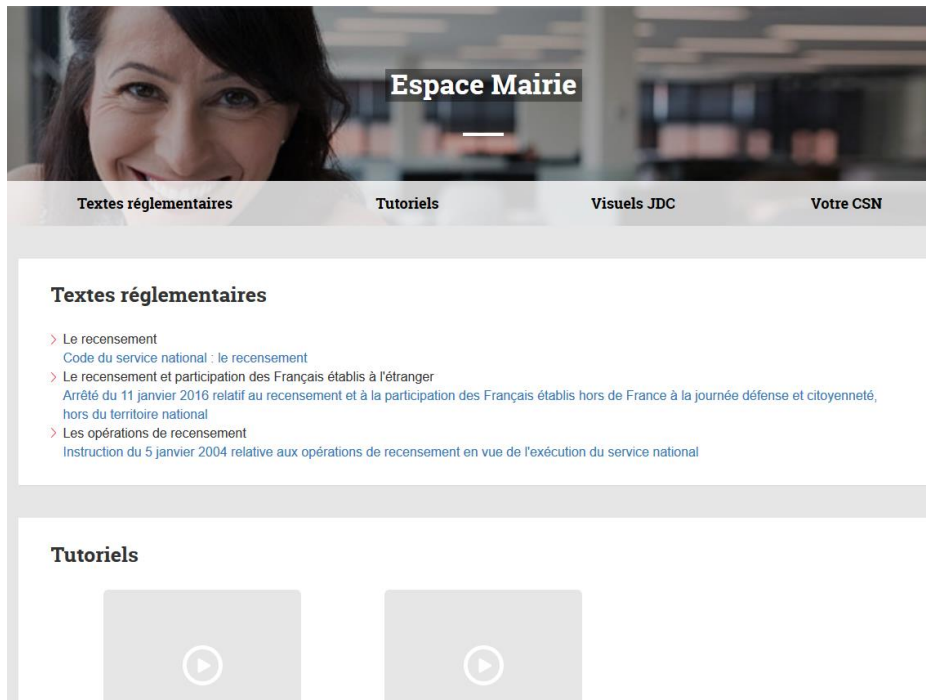 Espace Mairie
Textes réglementaires
Tutoriels
Visuels JDC
Votre CSN
Textes réglementaires
Le recensement
Code du service national : le recensement
Le recensement et participation des Français établis à l'étranger
Arrêté du 11 janvier 2016 relatif au recensement et à la participation des Français établis hors de France à la journée défense et citoyenneté,
hors du territoire national
Les opérations de recensement
Instruction du 5 janvier 2004 relative aux opérations de recensement en vue de l'exécution du service national
Tutoriels